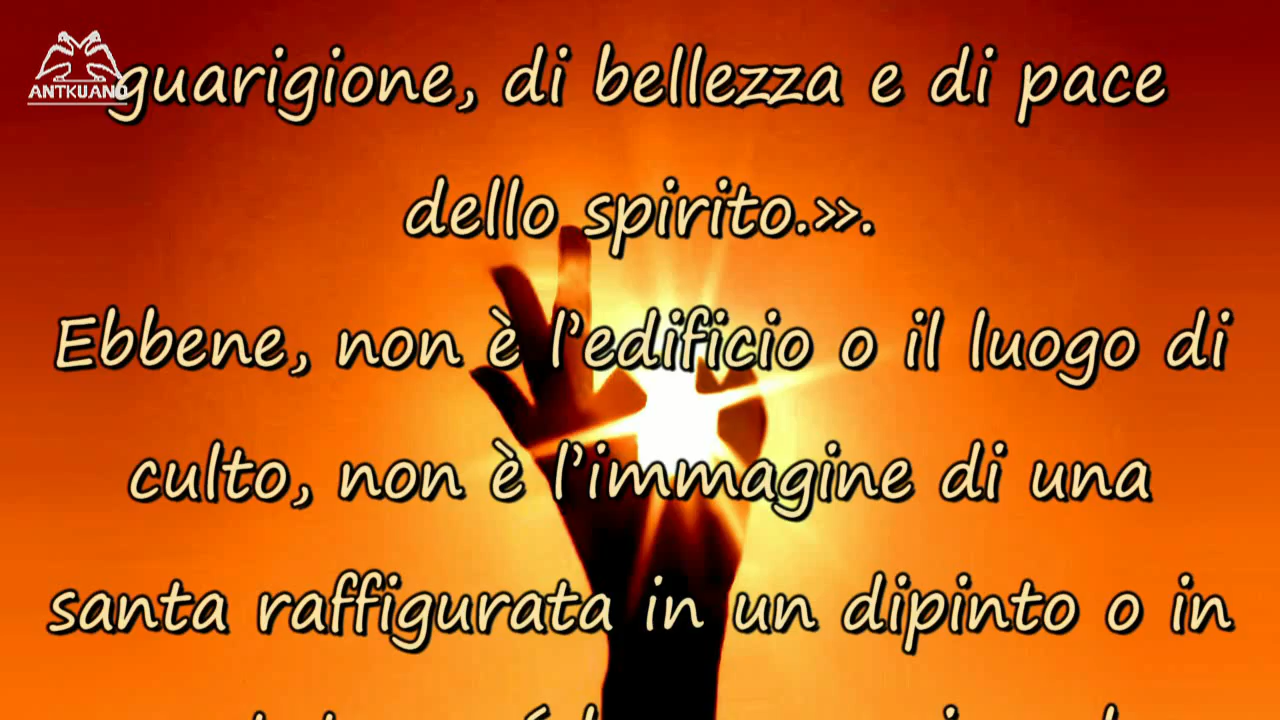 ANTKUANO
guarigione, di bellezza e di pace
dello spirito.».
Ebbene, non è l’edificio o il luogo di
culto, non è l’immagine di una
santa raffigurata in un dipinto o in